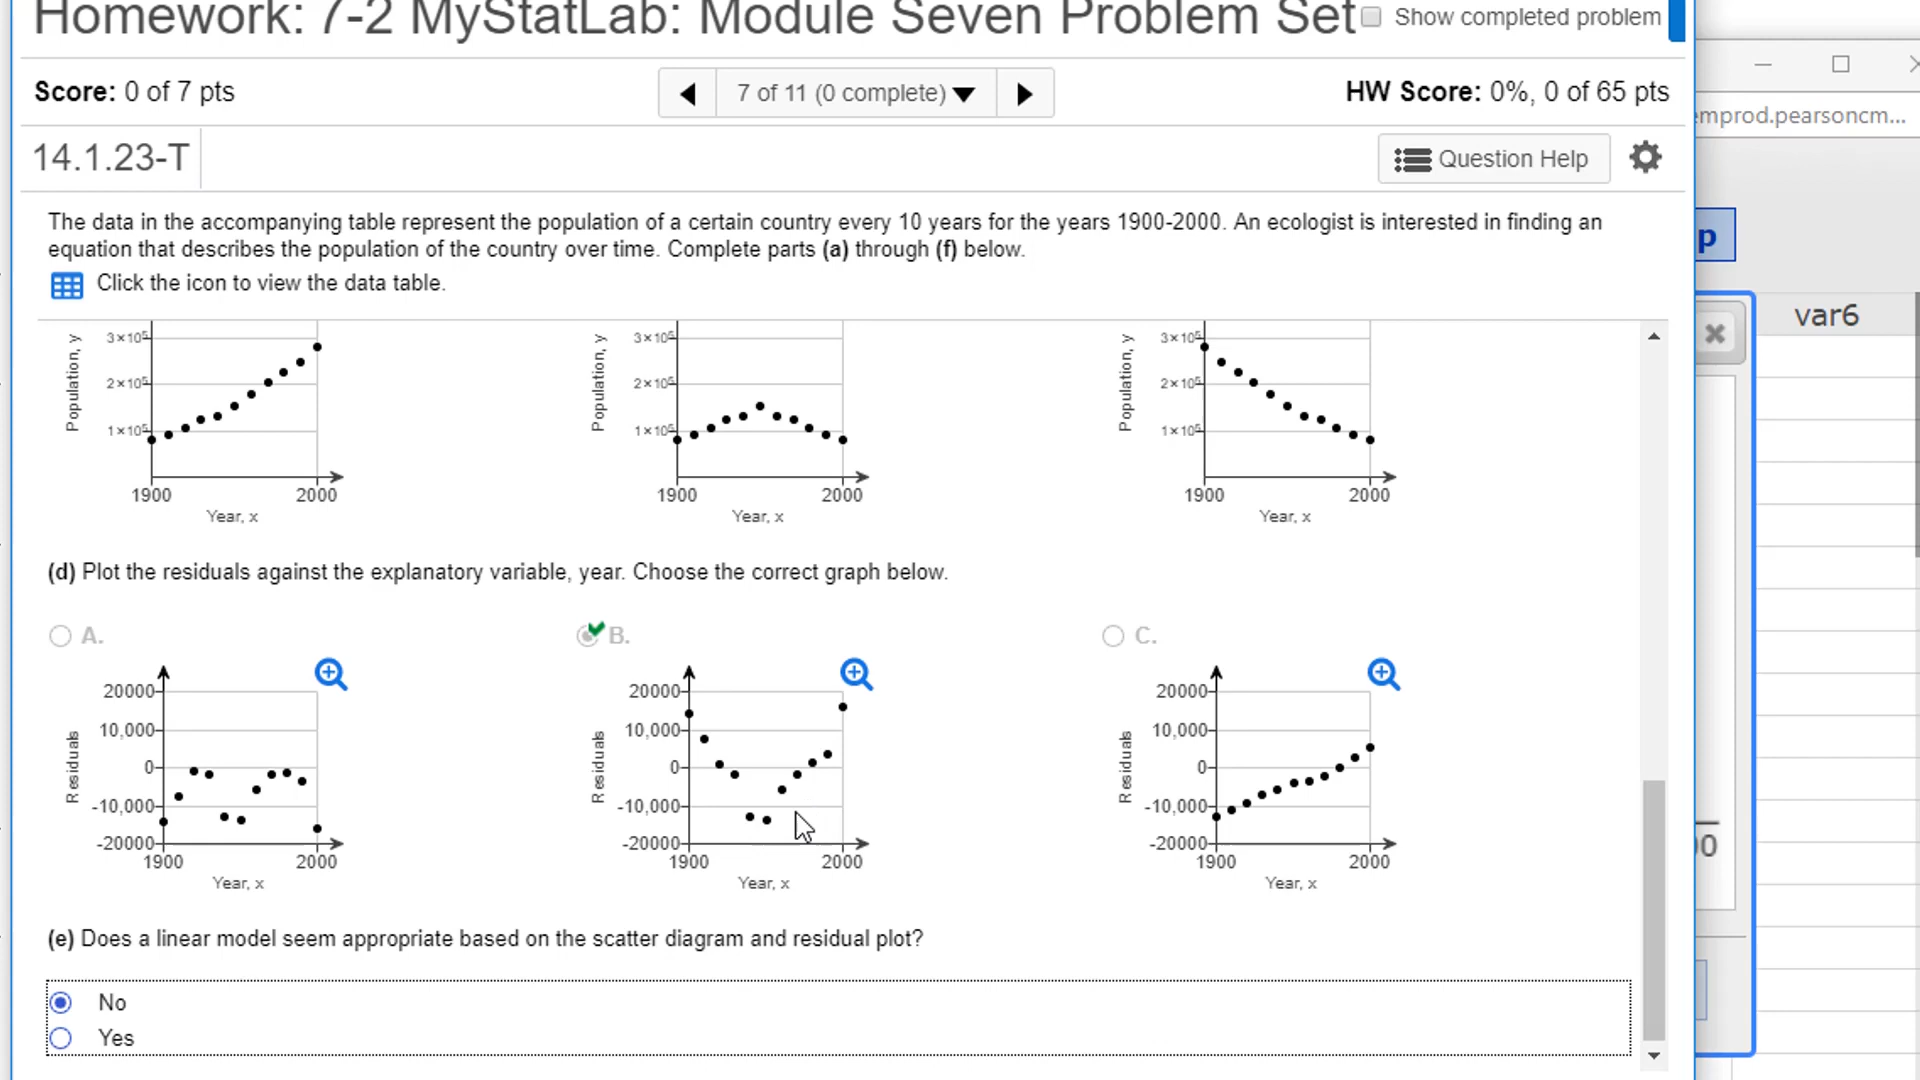 Homework: 7-2 MyStatLab: Module Seven Problem Set
Show completed problem
Score: 0 of 7 pts
7 of 11 (0 complete)
HW Score: 0%, 0 of 65 pts
emprod.pearsoncm...
14.1.23-T
Question Help
The data in the accompanying table represent the population of a certain country every 10 years for the years 1900-2000. An ecologist is interested in finding an
equation that describes the population of the country over time. Complete parts (a) through (f) below.
p
Click the icon to view the data table.
var6
Population, y
3×10⁵
2×10⁵
1×10⁵
1900
2000
Year, x
Population, y
3×10⁵
2×10⁵
1×10⁵
1900
2000
Year, x
Population, y
3×10⁵
2×10⁵
1×10⁵
1900
2000
Year, x
(d) Plot the residuals against the explanatory variable, year. Choose the correct graph below.
A.
Residuals
20000
10,000
0
-10,000
-20000
1900
2000
Year, x
B.
Residuals
20000
10,000
0
-10,000
-20000
1900
2000
Year, x
C.
Residuals
20000
10,000
0
-10,000
-20000
1900
2000
Year, x
(e) Does a linear model seem appropriate based on the scatter diagram and residual plot?
No
Yes